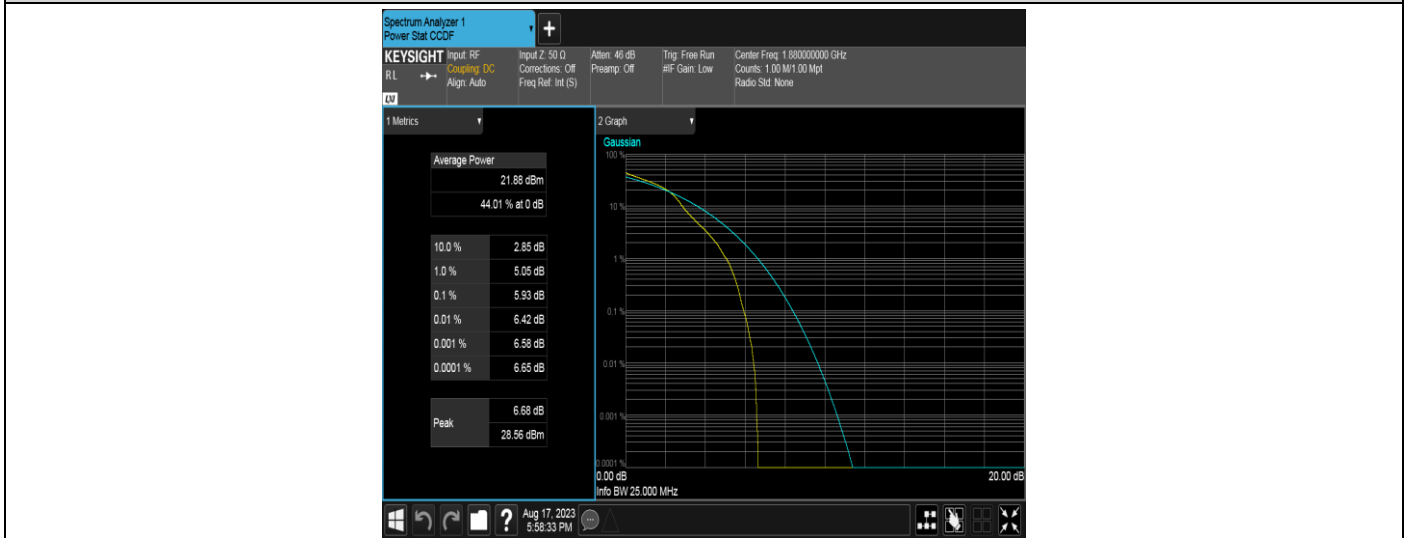 Spectrum Analyzer 1
Power Stat CCDF
+
KEYSIGHT Input: RF Input Z: 50 Ω Atten: 46 dB Trig: Free Run Center Freq: 1.880000000 GHz
RL Coupling: DC Corrections: Off Preamp: Off #IF Gain: Low Counts: 1.00 M/1.00 Mpt
Align: Auto Freq Ref: Int (S) Radio Std: None
LXI
1 Metrics
Average Power
21.88 dBm
44.01 % at 0 dB
10.0 % 2.85 dB
1.0 % 5.05 dB
0.1 % 5.93 dB
0.01 % 6.42 dB
0.001 % 6.58 dB
0.0001 % 6.65 dB
Peak 6.68 dB
28.56 dBm
2 Graph
Gaussian
100 %
10 %
1 %
0.1 %
0.01 %
0.001 %
0.0001 %
0.00 dB 20.00 dB
Info BW 25.000 MHz
? Aug 17, 2023
5:58:33 PM